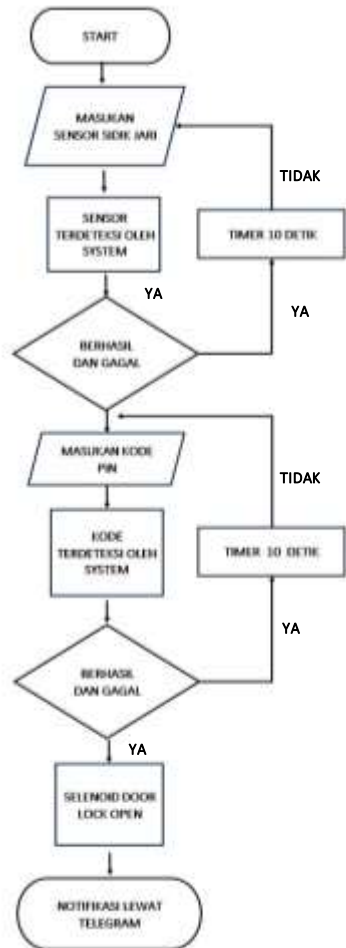 START
MASUKAN
SENSOR SIDIK JARI
TIDAK
SENSOR
TERDETEKSI OLEH
SYSTEM
TIMER 10 DETIK
YA
YA
BERHASIL
DAN GAGAL
MASUKAN KODE
PIN
TIDAK
KODE
TERDETEKSI OLEH
SYSTEM
TIMER 10 DETIK
YA
BERHASIL
DAN GAGAL
YA
SELENOID DOOR
LOCK OPEN
NOTIFIKASI LEWAT
TELEGRAM